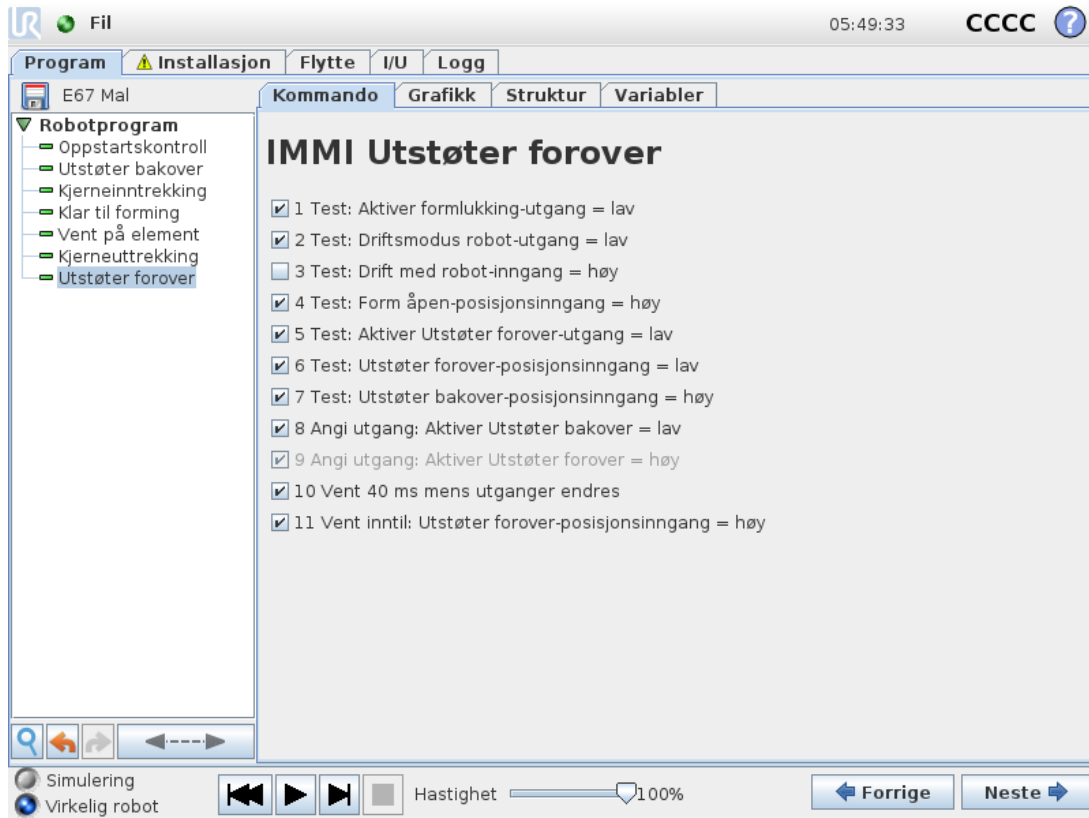 UR Fil 05:49:33 CCCC ?
Program Installasjon Flytte I/U Logg
E67 Mal
Kommando Grafikk Struktur Variabler
Robotprogram
Oppstartskontroll
Utstøter bakover
Kjerneinntrekking
Klar til forming
Vent på element
Kjerneuttrekking
Utstøter forover
IMMI Utstøter forover
1 Test: Aktiver formlukking-utgang = lav
2 Test: Driftsmodus robot-utgang = lav
3 Test: Drift med robot-inngang = høy
4 Test: Form åpen-posisjonsinngang = høy
5 Test: Aktiver Utstøter forover-utgang = lav
6 Test: Utstøter forover-posisjonsinngang = lav
7 Test: Utstøter bakover-posisjonsinngang = høy
8 Angi utgang: Aktiver Utstøter bakover = lav
9 Angi utgang: Aktiver Utstøter forover = høy
10 Vent 40 ms mens utganger endres
11 Vent inntil: Utstøter forover-posisjonsinngang = høy
Simulering
Virkelig robot
Hastighet 100%
Forrige Neste